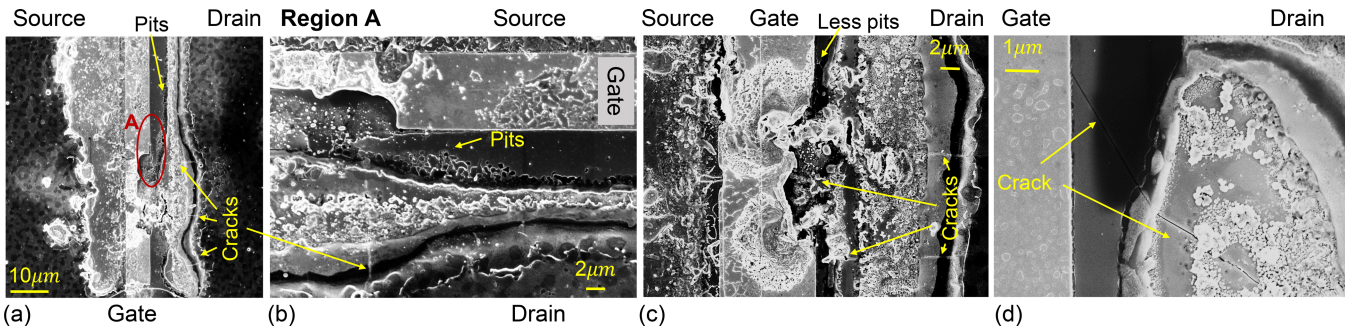 Source Drain
Pits
A
Cracks
10μm
Gate
(a)
Region A Source
Gate
Pits
2μm
(b) Drain
Source Gate Less pits Drain
2μm
Cracks
(c)
Gate Drain
1μm
Crack
(d)